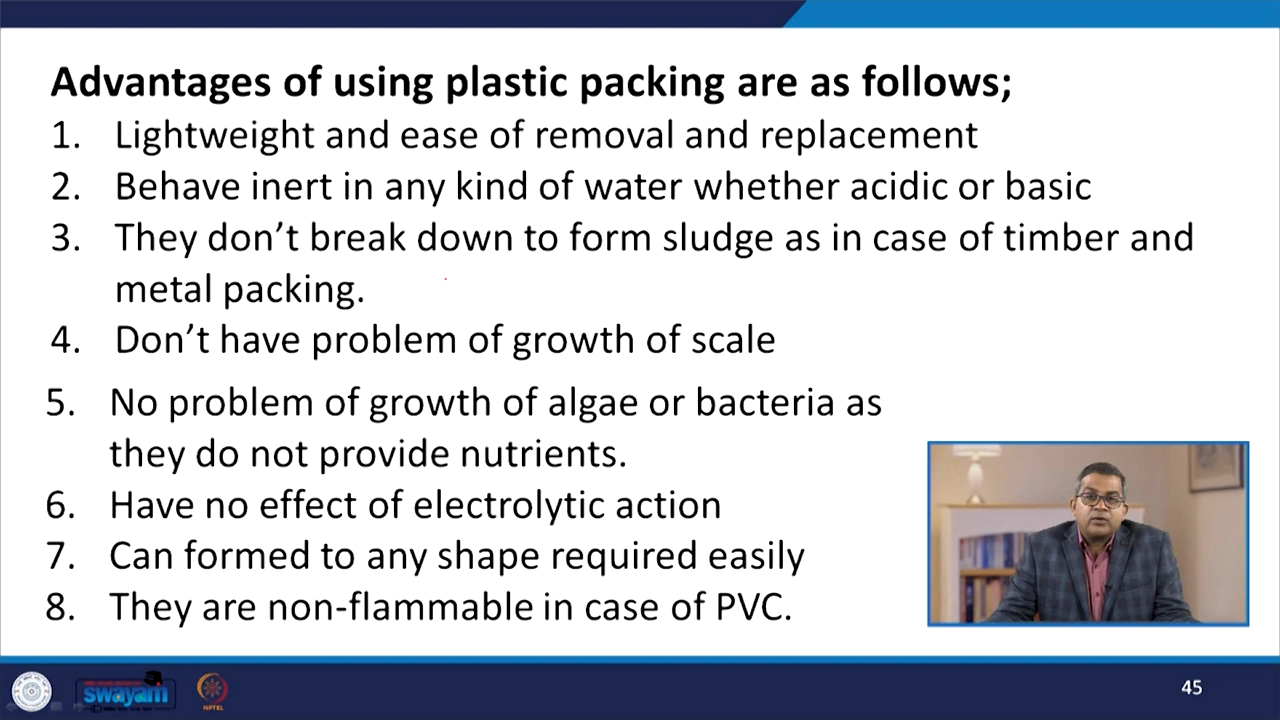 Advantages of using plastic packing are as follows;
1. Lightweight and ease of removal and replacement
2. Behave inert in any kind of water whether acidic or basic
3. They don’t break down to form sludge as in case of timber and
metal packing.
4. Don’t have problem of growth of scale
5. No problem of growth of algae or bacteria as
they do not provide nutrients.
6. Have no effect of electrolytic action
7. Can formed to any shape required easily
8. They are non-flammable in case of PVC.
swayam
NPTEL
45